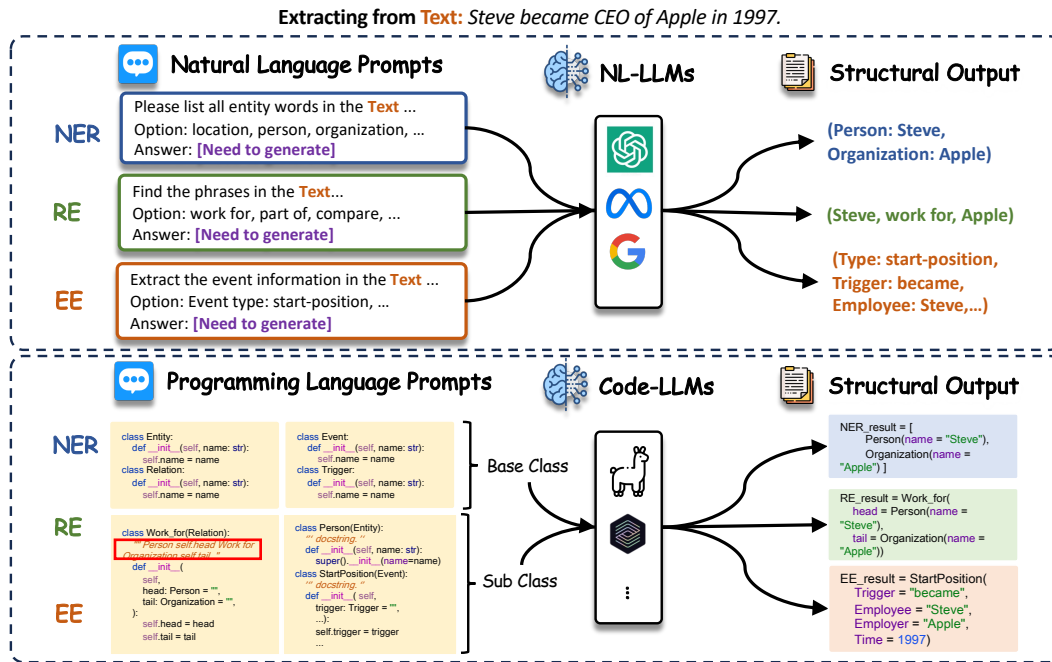 Extracting from Text: Steve became CEO of Apple in 1997.
Natural Language Prompts
NL-LLMs
Structural Output
NER
Please list all entity words in the Text ...
Option: location, person, organization, ...
Answer: [Need to generate]
(Person: Steve,
Organization: Apple)
RE
Find the phrases in the Text...
Option: work for, part of, compare, ...
Answer: [Need to generate]
(Steve, work for, Apple)
EE
Extract the event information in the Text ...
Option: Event type: start-position, ...
Answer: [Need to generate]
(Type: start-position,
Trigger: became,
Employee: Steve,...)
Programming Language Prompts
Code-LLMs
Structural Output
NER
RE
EE
class Entity:
def __init__(self, name: str):
self.name = name
class Relation:
def __init__(self, name: str):
self.name = name
class Event:
def __init__(self, name: str):
self.name = name
class Trigger:
def __init__(self, name: str):
self.name = name
Base Class
class Work_for(Relation):
''' Person self.head Work for
Organization self.tail. "
def __init__(
self,
head: Person = "",
tail: Organization = "",
):
self.head = head
self.tail = tail
class Person(Entity):
''' docstring. "
def __init__(self, name: str):
super().__init__(name=name)
class StartPosition(Event):
''' docstring. "
def __init__( self,
trigger: Trigger = "",
...):
self.trigger = trigger
...
Sub Class
...
NER_result = [
Person(name = "Steve"),
Organization(name =
"Apple") ]
RE_result = Work_for(
head = Person(name =
"Steve"),
tail = Organization(name =
"Apple"))
EE_result = StartPosition(
Trigger = "became",
Employee = "Steve",
Employer = "Apple",
Time = 1997)